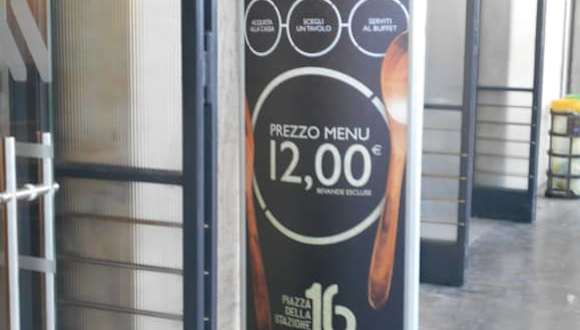 ACQUISTA
ALLA CASSA
SCEGLI
UN TAVOLO
SERVITI
AL BUFFET
PREZZO MENU
12,00€
BEVANDE ESCLUSE
PIAZZA
DELLA
STAZIONE
16